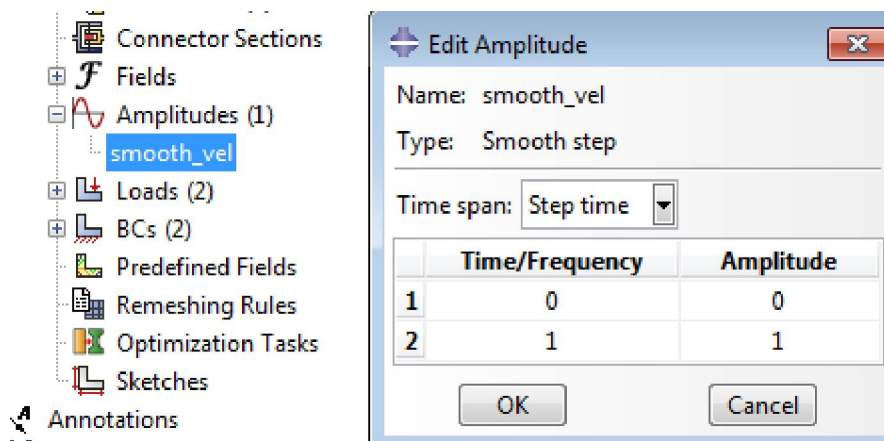 Connector Sections
Fields
Amplitudes (1)
smooth_vel
Loads (2)
BCs (2)
Predefined Fields
Remeshing Rules
Optimization Tasks
Sketches
Annotations
Edit Amplitude
Name: smooth_vel
Type: Smooth step
Time span: Step time
Time/Frequency Amplitude
1 0 0
2 1 1
OK Cancel